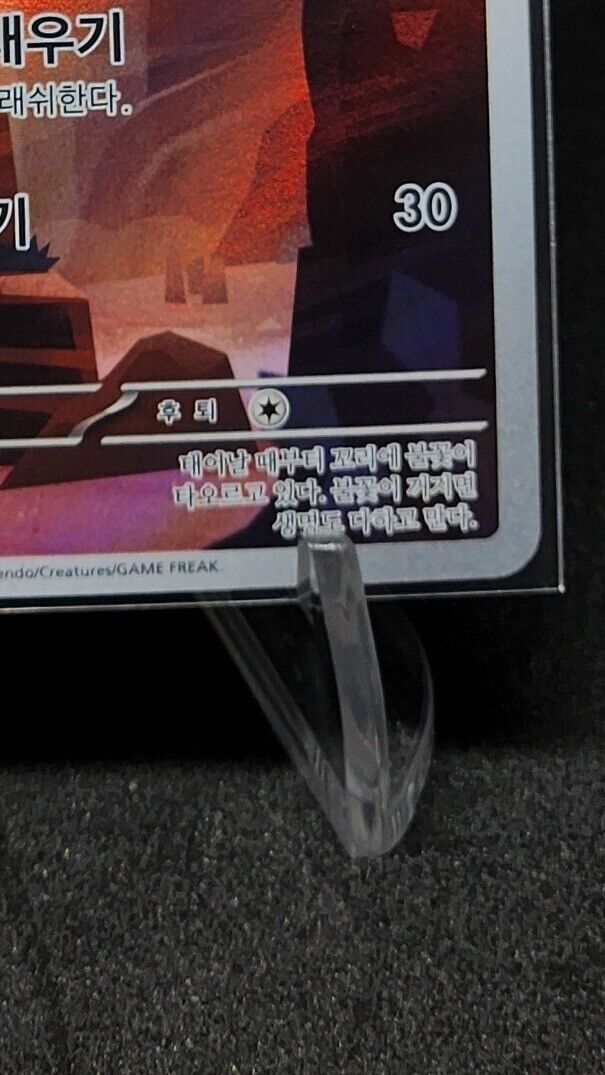 태우기
래쉬한다.
기
30
후퇴
태어날 때부터 꼬리에 불꽃이
타오르고 있다. 불꽃이 꺼지면
생명도 다하고 만다.
endo/Creatures/GAME FREAK.